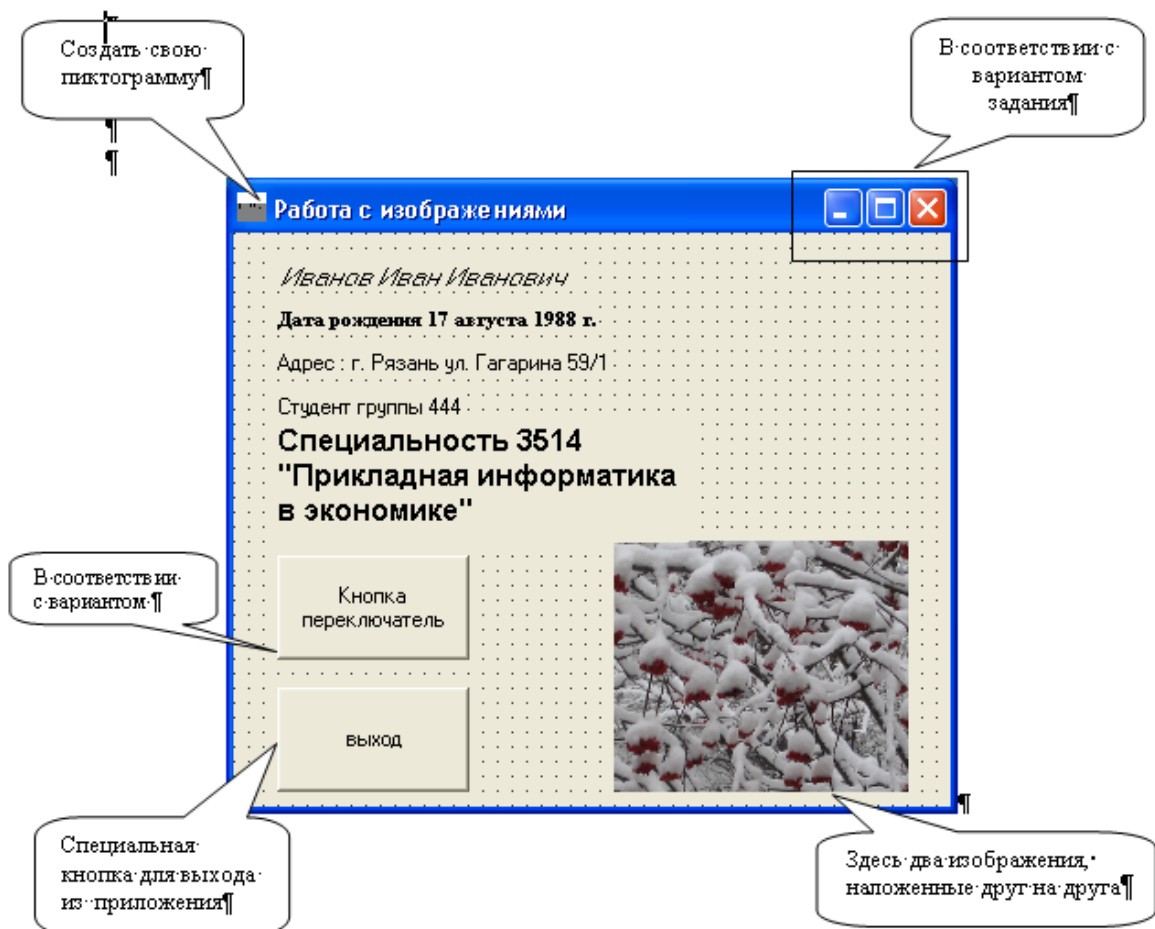 Создать свою
пиктограмму¶
В соответствии с
вариантом
задания¶
¶
¶
Работа с изображениями
Иванов Иван Иванович
Дата рождения 17 августа 1988 г.
Адрес : г. Рязань ул. Гагарина 59/1
Студент группы 444
Специальность 3514
"Прикладная информатика
в экономике"
В соответствии
с вариантом ¶
Кнопка
переключатель
выход
¶
Специальная
кнопка для выхода
из приложения¶
Здесь два изображения,
наложенные друг на друга¶